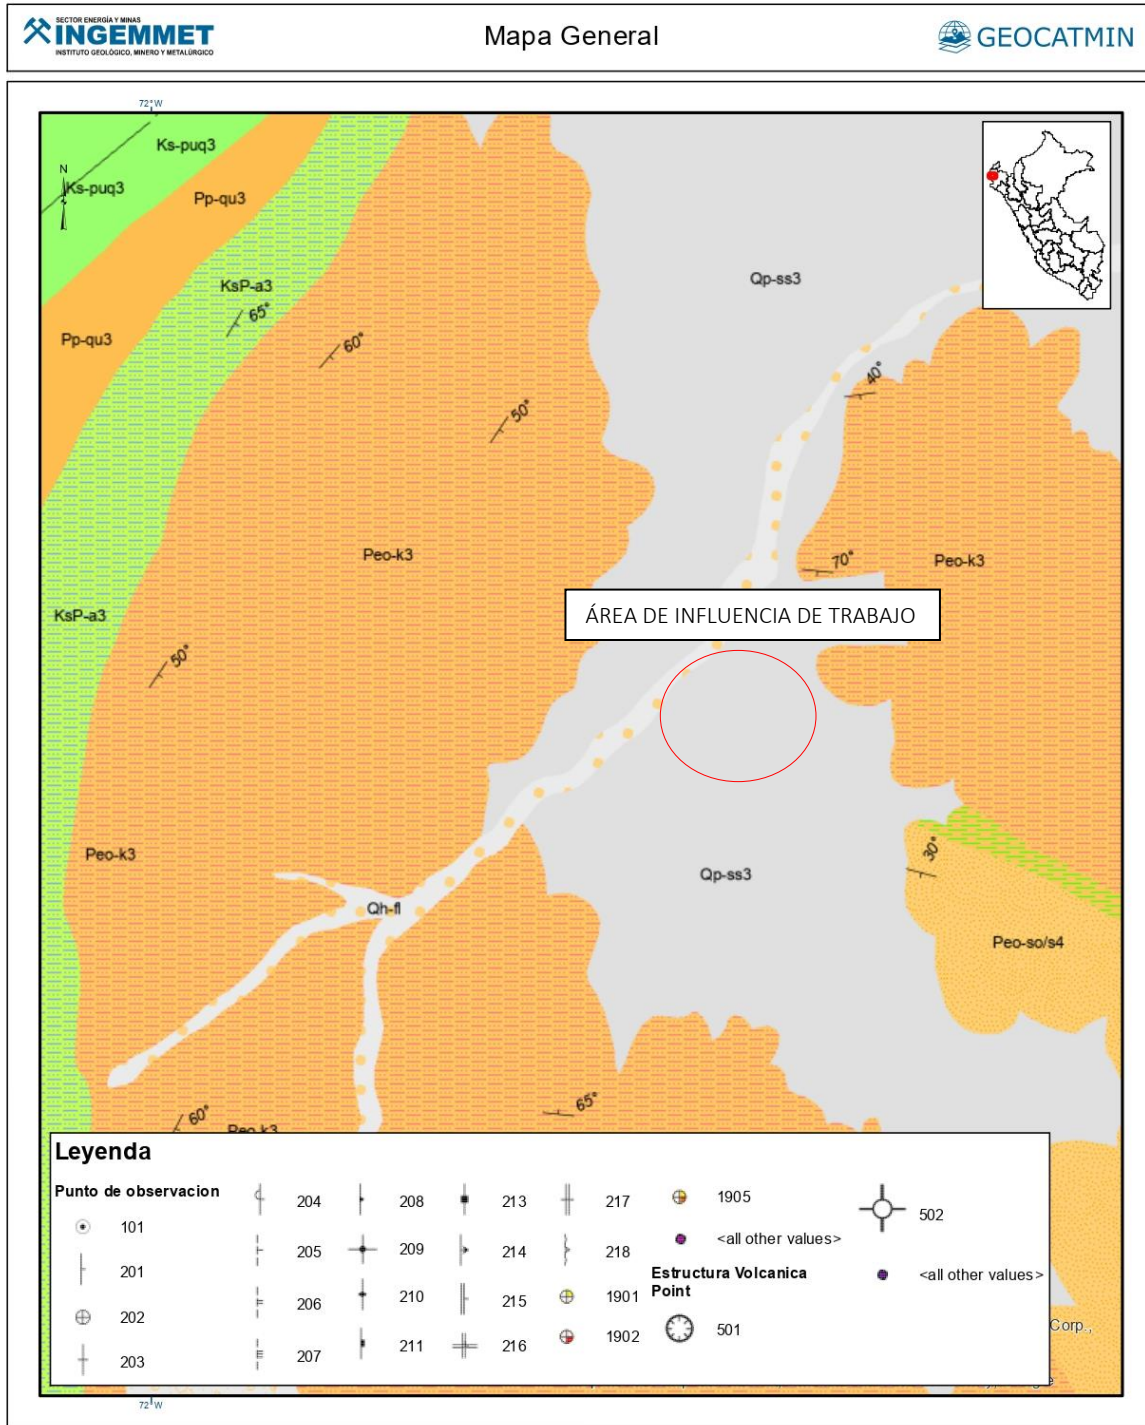 SECTOR ENERGÍA Y MINAS
INGEMMET
INSTITUTO GEOLÓGICO, MINERO Y METALÚRGICO
Mapa General
GEOCATMIN
72°W
Ks-puq3
N
Ks-puq3
Pp-qu3
Qp-ss3
KsP-a3
65°
Pp-qu3
60°
40°
50°
Peo-k3
70°
Peo-k3
ÁREA DE INFLUENCIA DE TRABAJO
KsP-a3
50°
Peo-k3
30°
Qp-ss3
Qh-fl
Peo-so/s4
60°
65°
Peo-k3
Leyenda
Punto de observacion
101
201
202
203
204
205
206
207
208
209
210
211
213
214
215
216
217
218
1901
1902
1905
<all other values>
Estructura Volcanica
Point
501
502
<all other values>
Corp.,
72°W